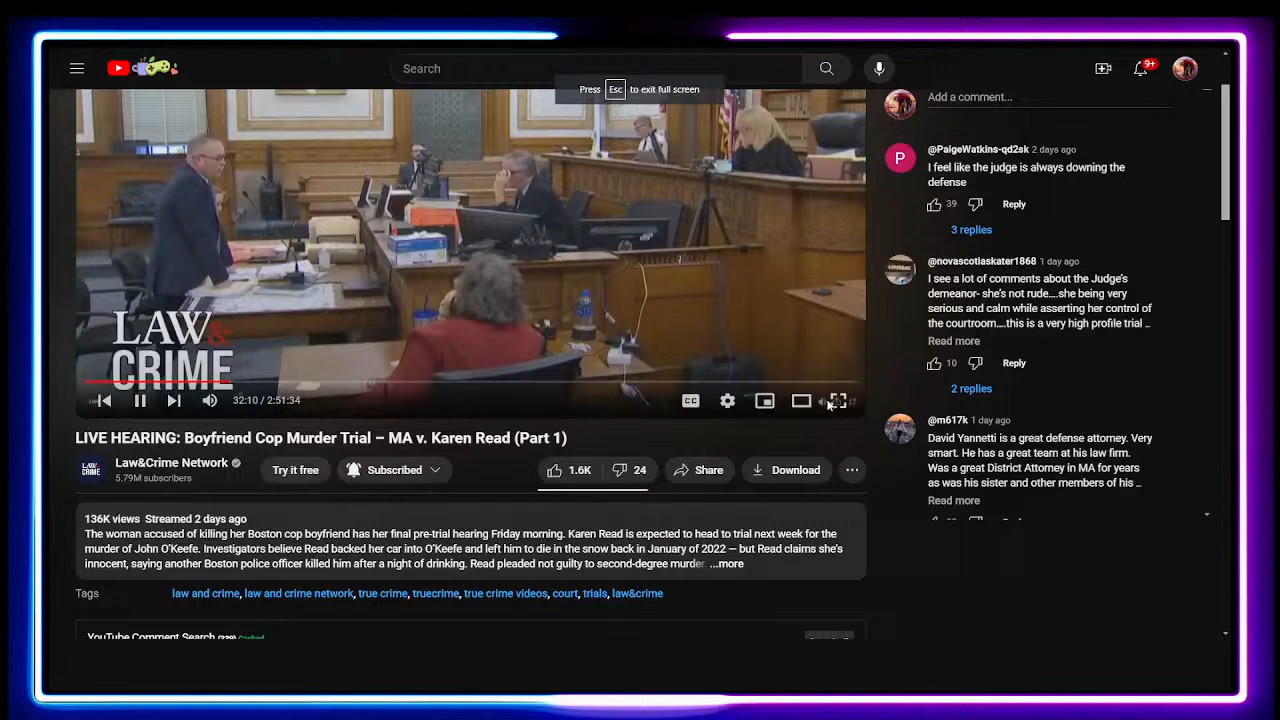 Search
9+
Press Esc to exit full screen
LAW&
CRIME
32:10 / 2:51:34
CC
LIVE HEARING: Boyfriend Cop Murder Trial – MA v. Karen Read (Part 1)
LAW
CRIME
Law&Crime Network
5.79M subscribers
Try it free
Subscribed
1.6K
24
Share
Download
136K views Streamed 2 days ago
The woman accused of killing her Boston cop boyfriend has her final pre-trial hearing Friday morning. Karen Read is expected to head to trial next week for the
murder of John O'Keefe. Investigators believe Read backed her car into O'Keefe and left him to die in the snow back in January of 2022 — but Read claims she's
innocent, saying another Boston police officer killed him after a night of drinking. Read pleaded not guilty to second-degree murder. ...more
Tags law and crime, law and crime network, true crime, truecrime, true crime videos, court, trials, law&crime
YouTube Comment Search Cached
Add a comment...
P
@PaigeWatkins-qd2sk 2 days ago
I feel like the judge is always downing the
defense
39 Reply
3 replies
@novascotiaskater1868 1 day ago
I see a lot of comments about the Judge's
demeanor- she's not rude....she being very
serious and calm while asserting her control of
the courtroom....this is a very high profile trial ...
Read more
10 Reply
2 replies
@m617k 1 day ago
David Yannetti is a great defense attorney. Very
smart. He has a great team at his law firm.
Was a great District Attorney in MA for years
as was his sister and other members of his ...
Read more